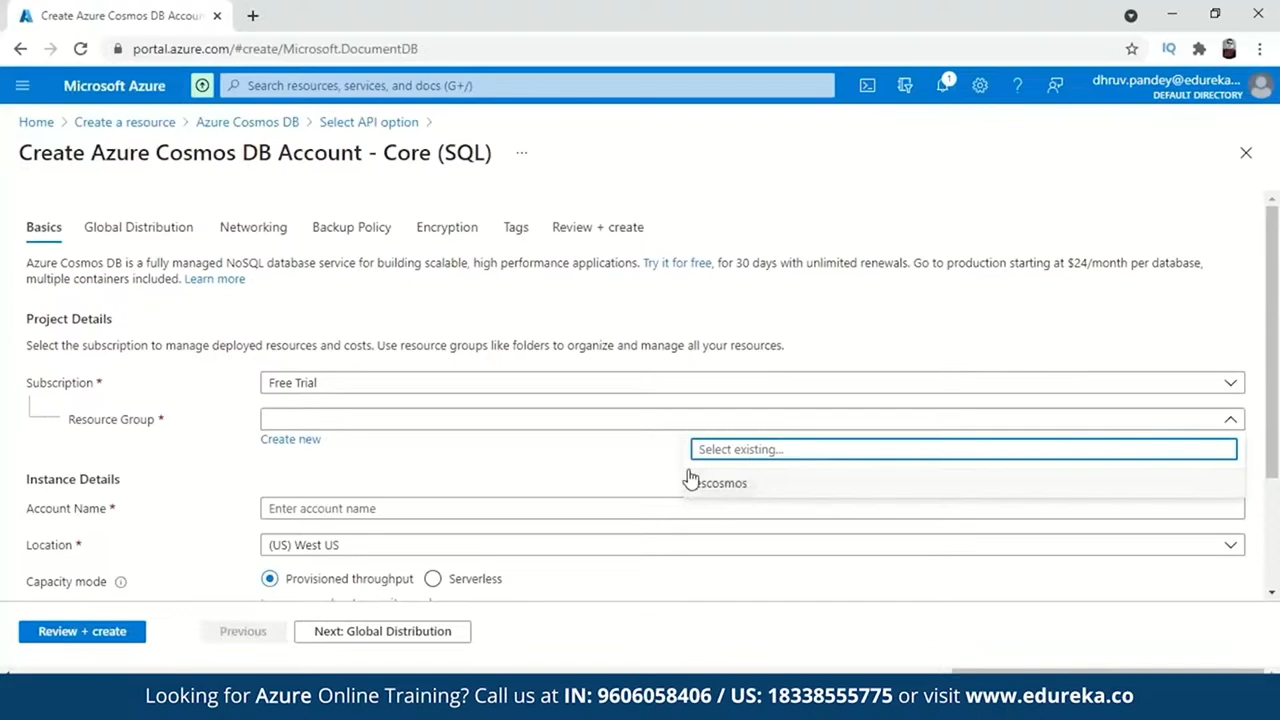 Create Azure Cosmos DB Accoun
portal.azure.com/#create/Microsoft.DocumentDB
IQ
Microsoft Azure
Search resources, services, and docs (G+/)
1
dhruv.pandey@edureka...
DEFAULT DIRECTORY
Home > Create a resource > Azure Cosmos DB > Select API option >
Create Azure Cosmos DB Account - Core (SQL) ...
Basics Global Distribution Networking Backup Policy Encryption Tags Review + create
Azure Cosmos DB is a fully managed NoSQL database service for building scalable, high performance applications. Try it for free, for 30 days with unlimited renewals. Go to production starting at $24/month per database,
multiple containers included. Learn more
Project Details
Select the subscription to manage deployed resources and costs. Use resource groups like folders to organize and manage all your resources.
Subscription * Free Trial
Resource Group *
Create new
Select existing...
Instance Details
Account Name * Enter account name
Location * (US) West US
Capacity mode Provisioned throughput Serverless
Review + create Previous Next: Global Distribution
Looking for Azure Online Training? Call us at IN: 9606058406 / US: 18338555775 or visit www.edureka.co